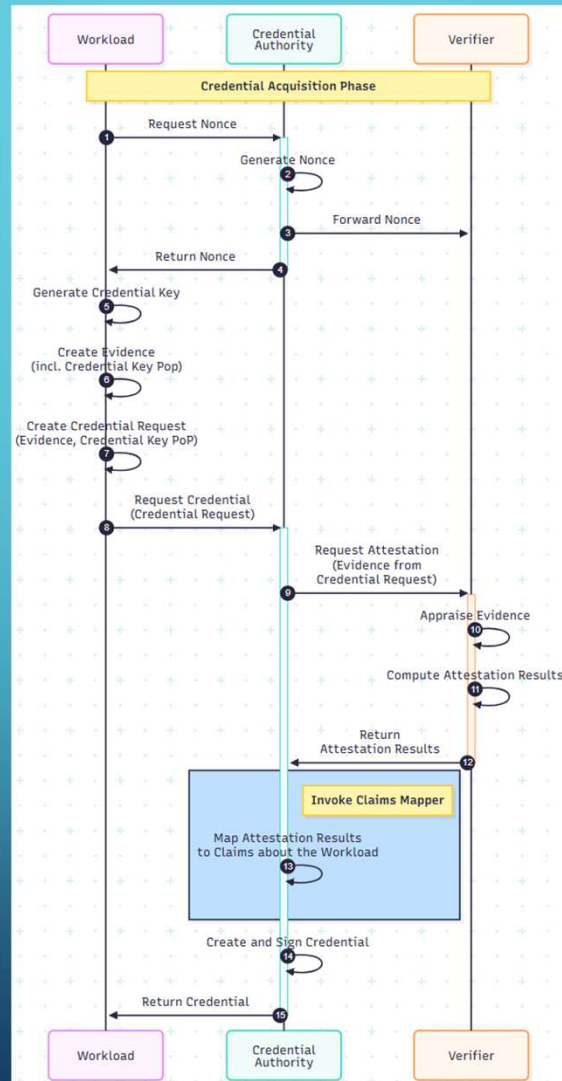 Workload
Credential
Authority
Verifier
Credential Acquisition Phase
Request Nonce
1
Generate Nonce
2
Forward Nonce
3
Return Nonce
4
Generate Credential Key
5
Create Evidence
(incl. Credential Key Pop)
6
Create Credential Request
(Evidence, Credential Key PoP)
7
Request Credential
(Credential Request)
8
Request Attestation
(Evidence from
Credential Request)
9
Appraise Evidence
10
Compute Attestation Results
11
Return
Attestation Results
12
Invoke Claims Mapper
Map Attestation Results
to Claims about the Workload
13
Create and Sign Credential
14
Return Credential
15
Workload
Credential
Authority
Verifier